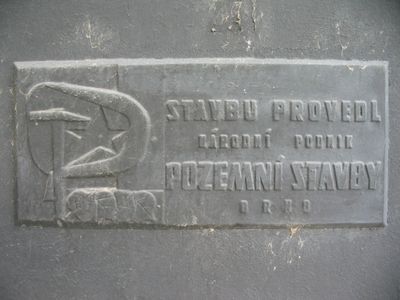 STAVBU PROVEDL
NÁRODNÍ PODNIK
POZEMNÍ STAVBY
BRNO